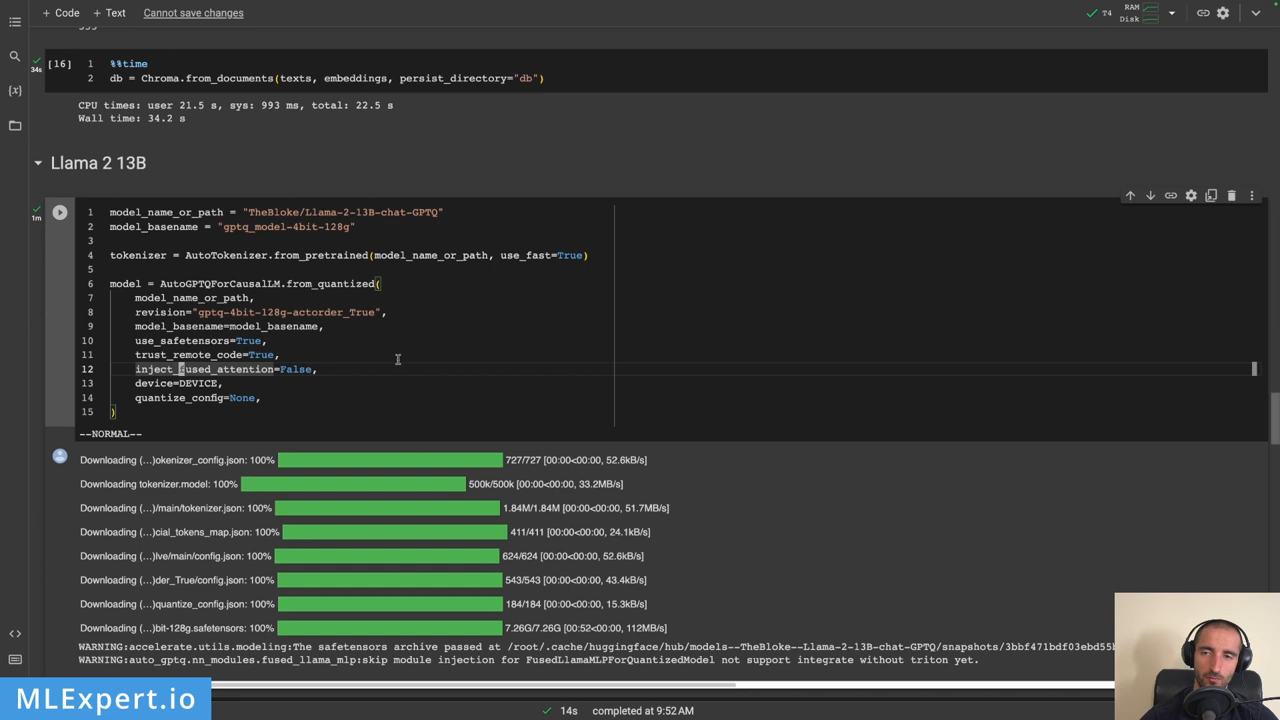 + Code + Text Cannot save changes
T4 RAM Disk
[16] 1 %%time
34s 2 db = Chroma.from_documents(texts, embeddings, persist_directory="db")
CPU times: user 21.5 s, sys: 993 ms, total: 22.5 s
Wall time: 34.2 s
Llama 2 13B
1m
1 model_name_or_path = "TheBloke/Llama-2-13B-chat-GPTQ"
2 model_basename = "gptq_model-4bit-128g"
3
4 tokenizer = AutoTokenizer.from_pretrained(model_name_or_path, use_fast=True)
5
6 model = AutoGPTQForCausalLM.from_quantized(
7 model_name_or_path,
8 revision="gptq-4bit-128g-actorder_True",
9 model_basename=model_basename,
10 use_safetensors=True,
11 trust_remote_code=True,
12 inject_fused_attention=False,
13 device=DEVICE,
14 quantize_config=None,
15 )
--NORMAL--
Downloading (…)okenizer_config.json: 100% 727/727 [00:00<00:00, 52.6kB/s]
Downloading tokenizer.model: 100% 500k/500k [00:00<00:00, 33.2MB/s]
Downloading (…)/main/tokenizer.json: 100% 1.84M/1.84M [00:00<00:00, 51.7MB/s]
Downloading (…)cial_tokens_map.json: 100% 411/411 [00:00<00:00, 24.1kB/s]
Downloading (…)lve/main/config.json: 100% 624/624 [00:00<00:00, 52.6kB/s]
Downloading (…)der_True/config.json: 100% 543/543 [00:00<00:00, 43.4kB/s]
Downloading (…)quantize_config.json: 100% 184/184 [00:00<00:00, 15.3kB/s]
Downloading (…)bit-128g.safetensors: 100% 7.26G/7.26G [00:52<00:00, 112MB/s]
WARNING:accelerate.utils.modeling:The safetensors archive passed at /root/.cache/huggingface/hub/models--TheBloke--Llama-2-13B-chat-GPTQ/snapshots/3bbf471bdf03ebd55b
WARNING:auto_gptq.nn_modules.fused_llama_mlp:skip module injection for FusedLlamaMLPForQuantizedModel not support integrate without triton yet.
MLExpert.io
14s completed at 9:52 AM